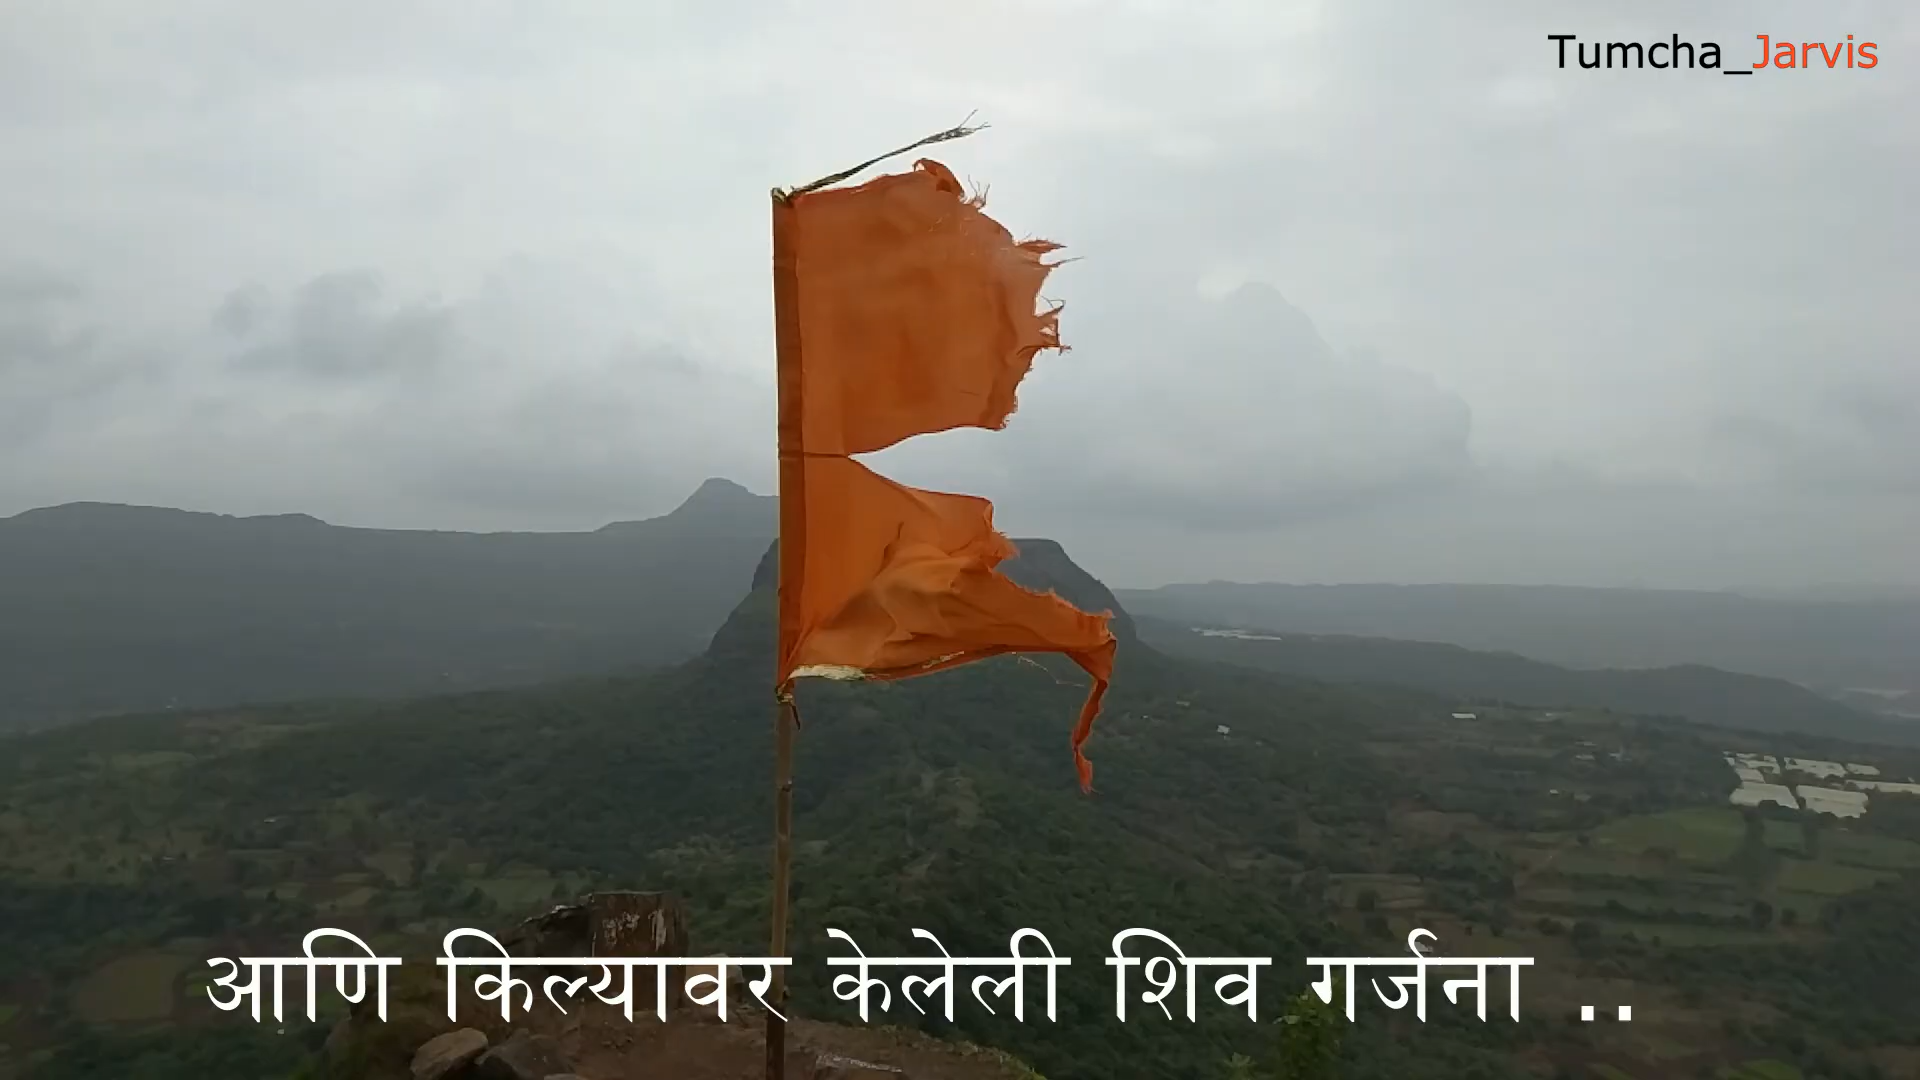 Tumcha_Jarvis
आणि किल्यावर केलेली शिव गर्जना ..